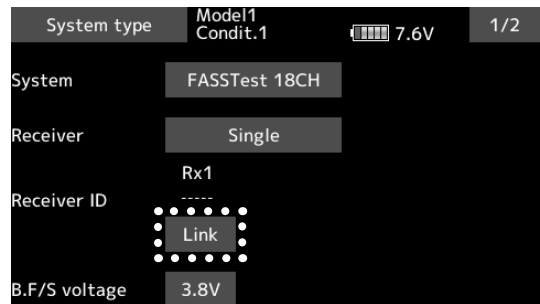 System type
Model1
Condit.1
7.6V
1/2
System FASSTest 18CH
Receiver Single
Rx1
Receiver ID -----
Link
B.F/S voltage 3.8V